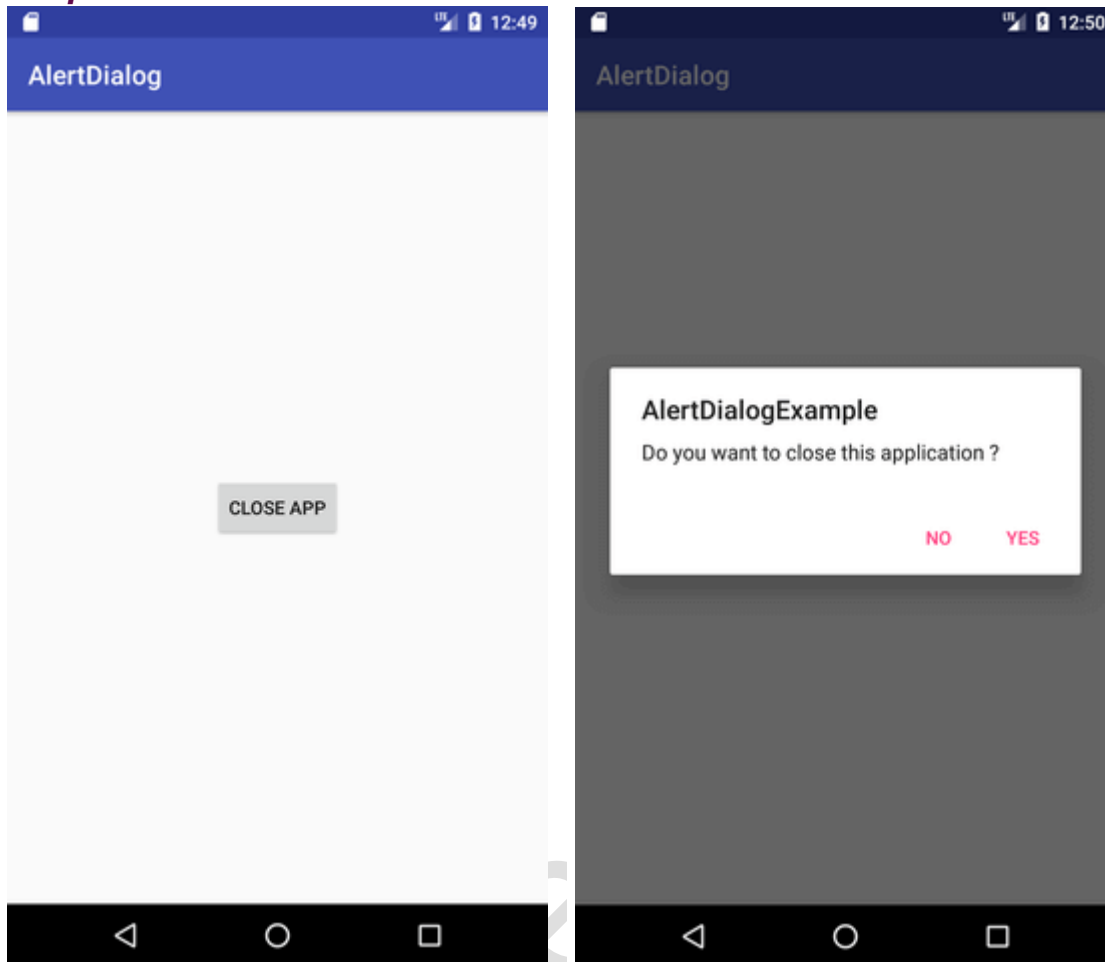 12:49
AlertDialog
CLOSE APP
12:50
AlertDialog
AlertDialogExample
Do you want to close this application ?
NO YES